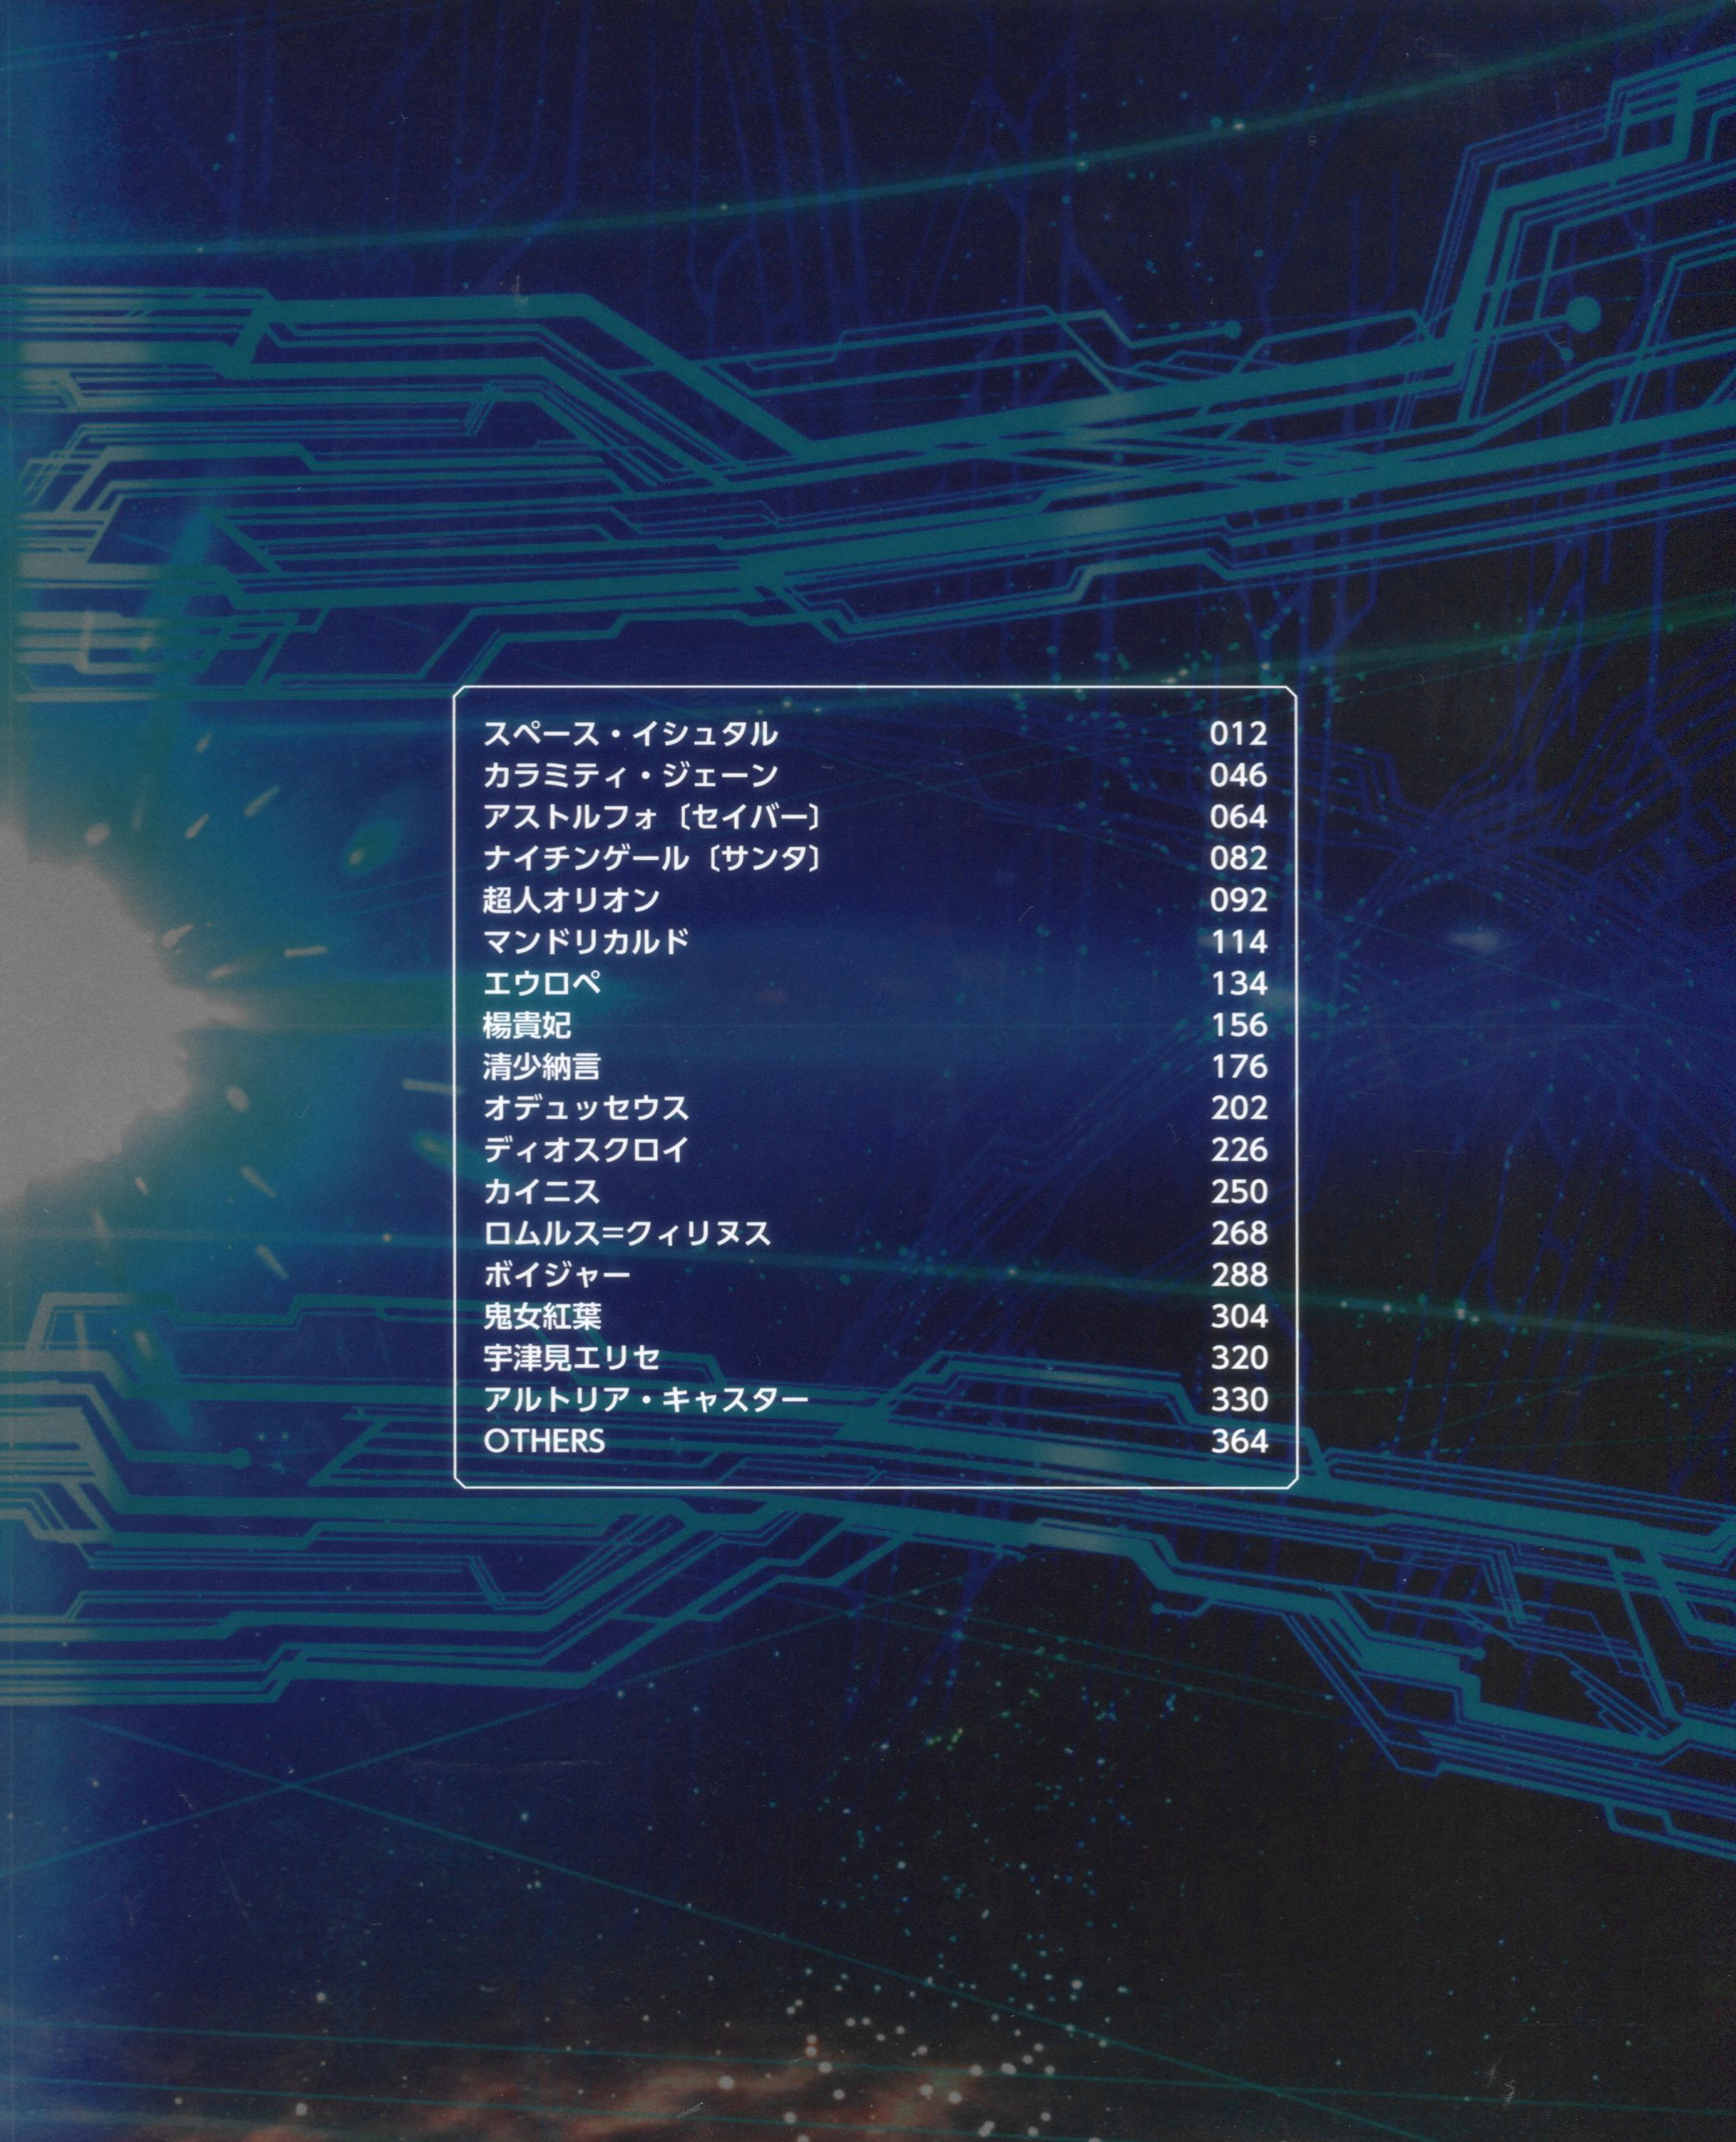 スペース・イシュタル 012
カラミティ・ジェーン 046
アストルフォ〔セイバー〕 064
ナイチンゲール〔サンタ〕 082
超人オリオン 092
マンドリカルド 114
エウロペ 134
楊貴妃 156
清少納言 176
オデュッセウス 202
ディオスクロイ 226
カイニス 250
ロムルス=クィリヌス 268
ボイジャー 288
鬼女紅葉 304
宇津見エリセ 320
アルトリア・キャスター 330
OTHERS 364